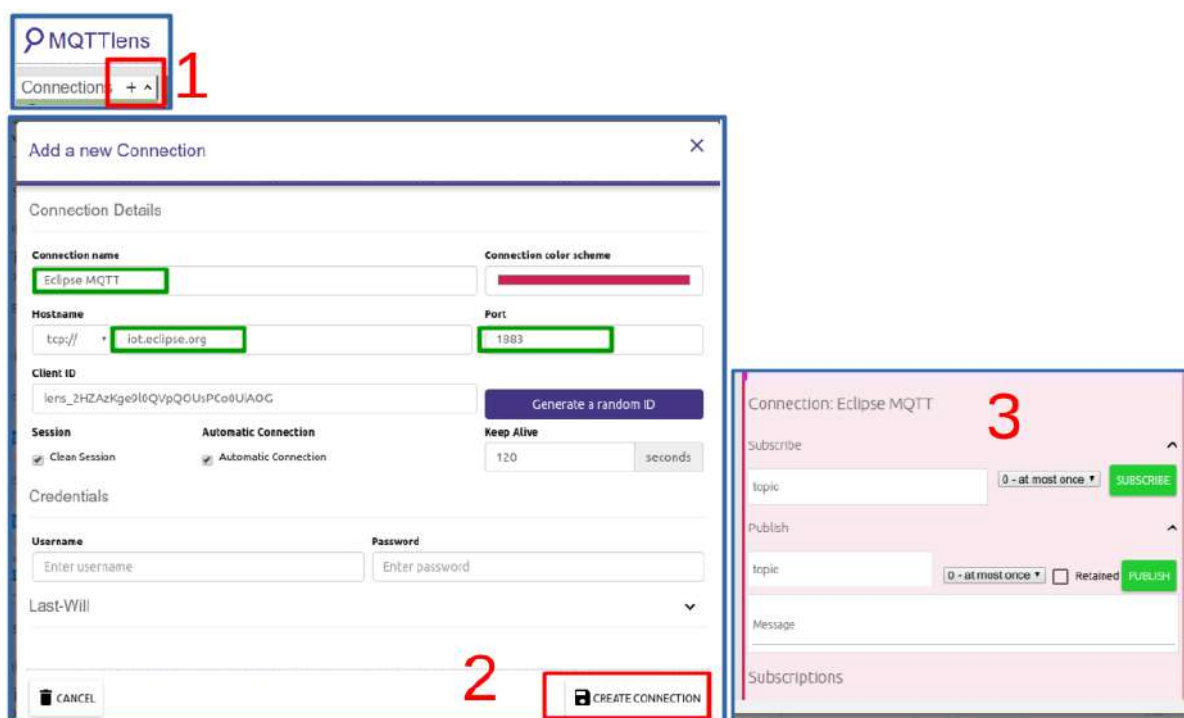 MQTTlens
Connections + 1
Add a new Connection
Connection Details
Connection name Connection color scheme
Eclipse MQTT
Hostname Port
tcp:// iot.eclipse.org 1883
Client ID
Generate a random ID
Session Automatic Connection Keep Alive
Clean Session Automatic Connection 120 seconds
Credentials
Username Password
Enter username Enter password
Last-Will
2
CANCEL CREATE CONNECTION
Connection: Eclipse MQTT 3
Subscribe
topic 0 - at most once SUBSCRIBE
Publish
topic 0 - at most once Retained PUBLISH
Message
Subscriptions